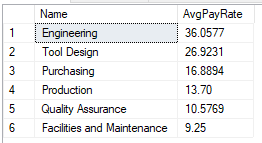 Name AvgPayRate
1 Engineering 36.0577
2 Tool Design 26.9231
3 Purchasing 16.8894
4 Production 13.70
5 Quality Assurance 10.5769
6 Facilities and Maintenance 9.25